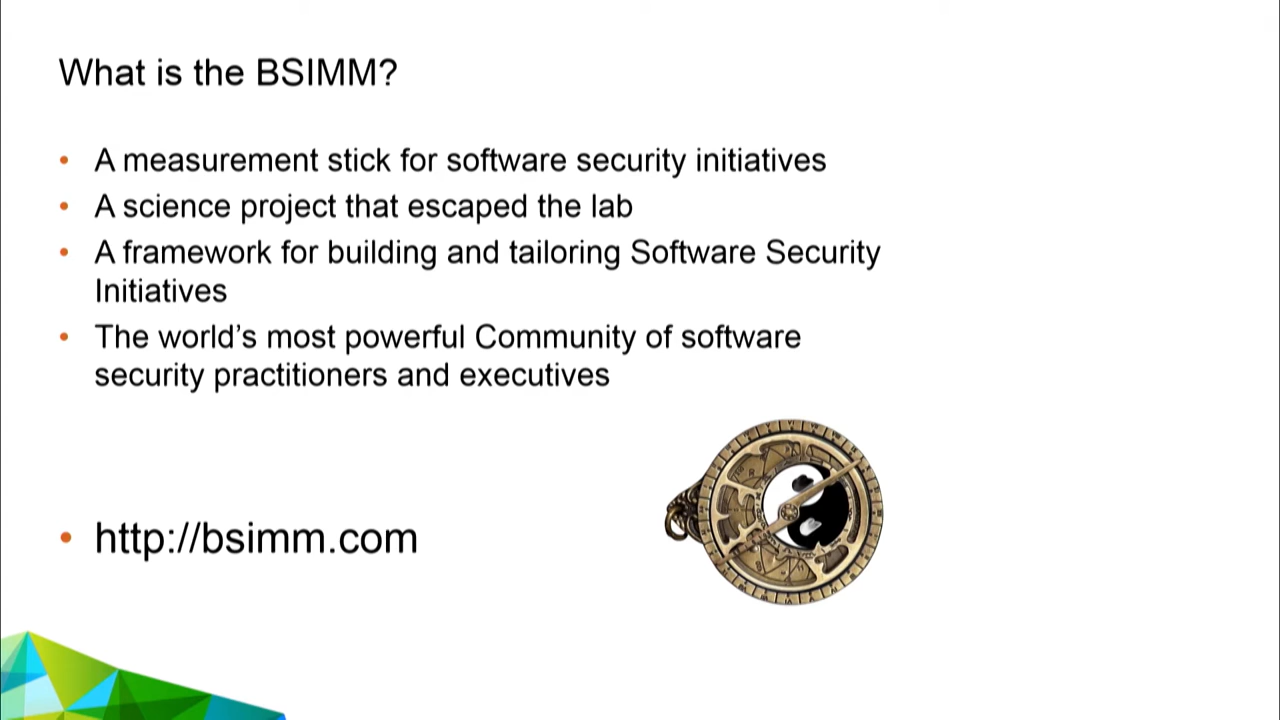 What is the BSIMM?
• A measurement stick for software security initiatives
• A science project that escaped the lab
• A framework for building and tailoring Software Security
Initiatives
• The world’s most powerful Community of software
security practitioners and executives
• http://bsimm.com